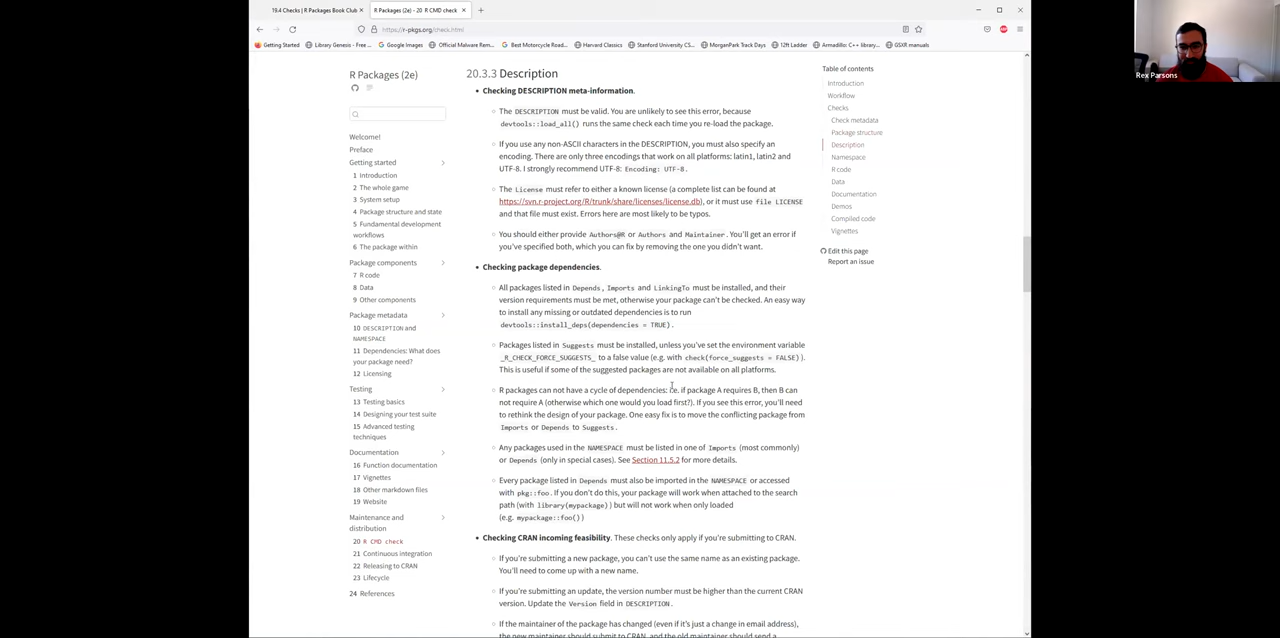 19.4 Checks | R Packages Book Club
R Packages (2e) - 20 R CMD check
https://r-pkgs.org/check.html
Getting Started
Library Genesis - Free ...
Google Images
Official Malware Rem...
Best Motorcycle Road...
Harvard Classics
Stanford University CS...
MorganPark Track Days
12ft Ladder
Armadillo: C++ library...
GSXR manuals
Rex Parsons
R Packages (2e)
Welcome!
Preface
Getting started
1 Introduction
2 The whole game
3 System setup
4 Package structure and state
5 Fundamental development
workflows
6 The package within
Package components
7 R code
8 Data
9 Other components
Package metadata
10 DESCRIPTION and
NAMESPACE
11 Dependencies: What does
your package need?
12 Licensing
Testing
13 Testing basics
14 Designing your test suite
15 Advanced testing
techniques
Documentation
16 Function documentation
17 Vignettes
18 Other markdown files
19 Website
Maintenance and
distribution
20 R CMD check
21 Continuous integration
22 Releasing to CRAN
23 Lifecycle
24 References
20.3.3 Description
• Checking DESCRIPTION meta-information.
The DESCRIPTION must be valid. You are unlikely to see this error, because
devtools::load_all() runs the same check each time you re-load the package.
If you use any non-ASCII characters in the DESCRIPTION, you must also specify an
encoding. There are only three encodings that work on all platforms: latin1, latin2 and
UTF-8. I strongly recommend UTF-8: Encoding: UTF-8.
The License must refer to either a known license (a complete list can be found at
https://svn.r-project.org/R/trunk/share/licenses/license.db), or it must use file LICENSE
and that file must exist. Errors here are most likely to be typos.
You should either provide Authors@R or Authors and Maintainer. You'll get an error if
you've specified both, which you can fix by removing the one you didn't want.
• Checking package dependencies.
All packages listed in Depends, Imports and LinkingTo must be installed, and their
version requirements must be met, otherwise your package can't be checked. An easy way
to install any missing or outdated dependencies is to run
devtools::install_deps(dependencies = TRUE).
Packages listed in Suggests must be installed, unless you've set the environment variable
_R_CHECK_FORCE_SUGGESTS_ to a false value (e.g. with check(force_suggests = FALSE)).
This is useful if some of the suggested packages are not available on all platforms.
R packages can not have a cycle of dependencies: i.e. if package A requires B, then B can
not require A (otherwise which one would you load first?). If you see this error, you'll need
to rethink the design of your package. One easy fix is to move the conflicting package from
Imports or Depends to Suggests.
Any packages used in the NAMESPACE must be listed in one of Imports (most commonly)
or Depends (only in special cases). See Section 11.5.2 for more details.
Every package listed in Depends must also be imported in the NAMESPACE or accessed
with pkg::foo. If you don't do this, your package will work when attached to the search
path (with library(mypackage)) but will not work when only loaded
(e.g. mypackage::foo())
• Checking CRAN incoming feasibility. These checks only apply if you're submitting to CRAN.
If you're submitting a new package, you can't use the same name as an existing package.
You'll need to come up with a new name.
If you're submitting an update, the version number must be higher than the current CRAN
version. Update the Version field in DESCRIPTION.
If the maintainer of the package has changed (even if it's just a change in email address),
the new maintainer should submit to CRAN, and the old maintainer should send a
Table of contents
Introduction
Workflow
Checks
Check metadata
Package structure
Description
Namespace
R code
Data
Documentation
Demos
Compiled code
Vignettes
Edit this page
Report an issue